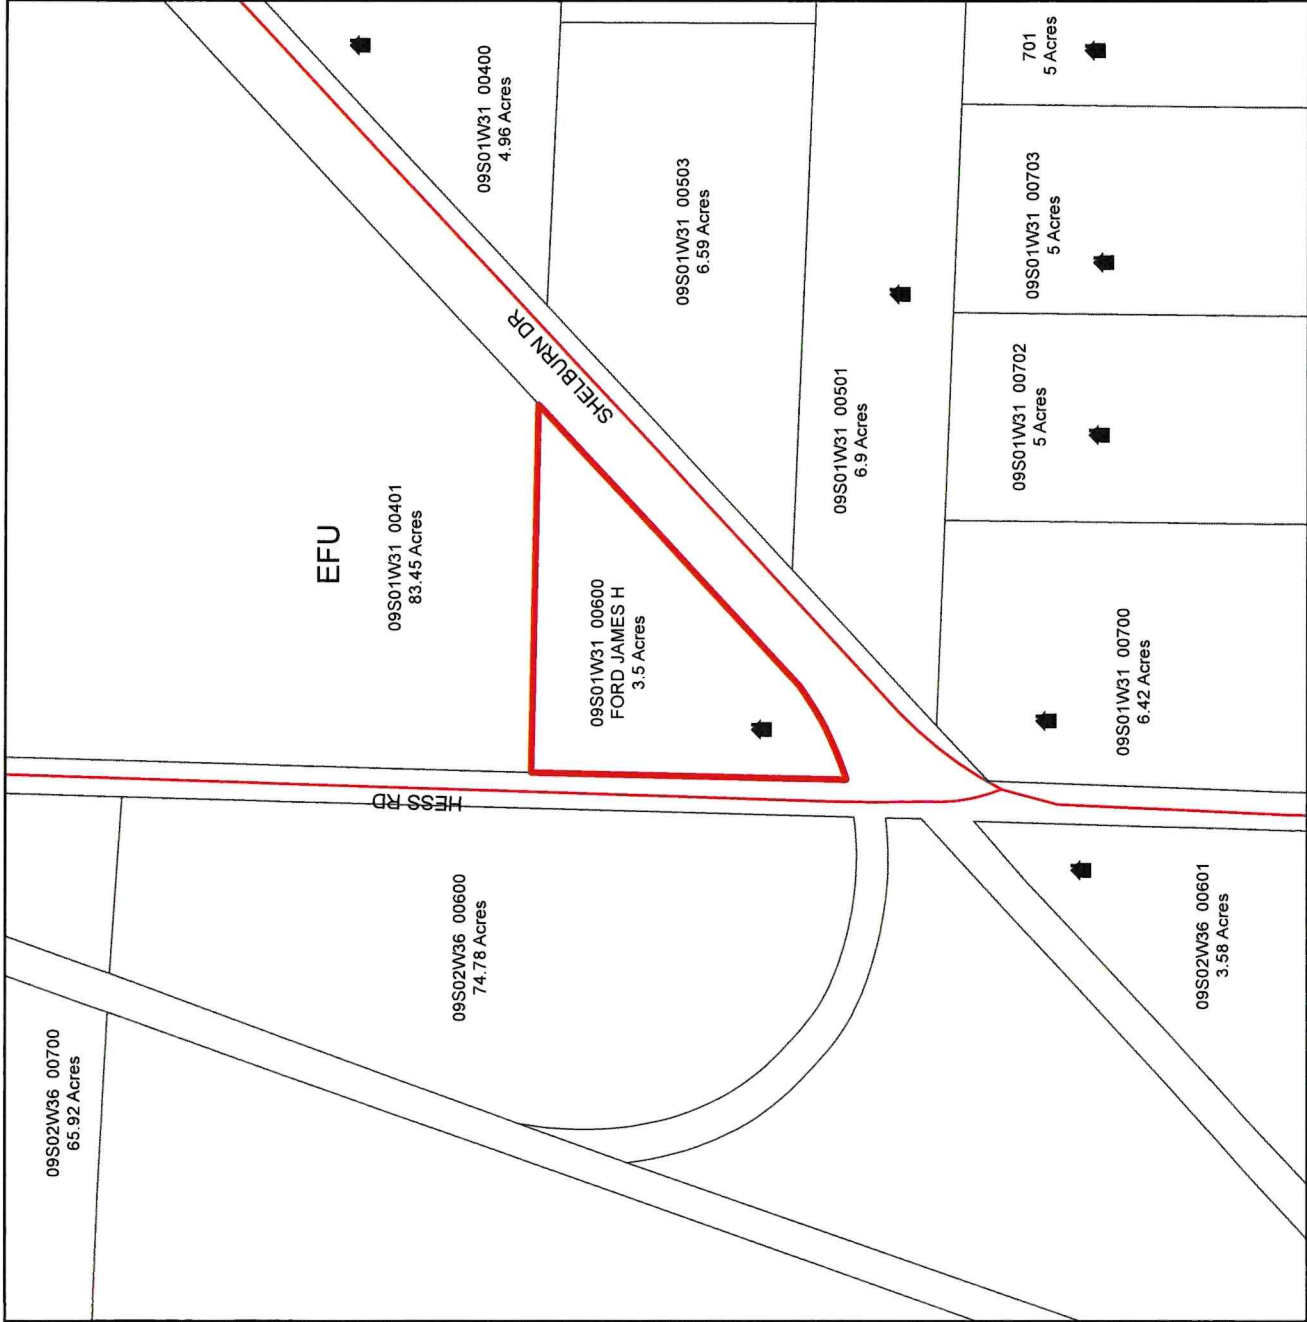 09S02W36 00700
65.92 Acres
EFU
09S01W31 00401
83.45 Acres
HESS RD
09S02W36 00600
74.78 Acres
09S01W31 00400
4.96 Acres
SHELBURN DR
09S01W31 00600
FORD JAMES H
3.5 Acres
09S01W31 00503
6.59 Acres
09S01W31 00501
6.9 Acres
09S01W31 00702
5 Acres
09S01W31 00703
5 Acres
701
5 Acres
09S01W31 00700
6.42 Acres
09S02W36 00601
3.58 Acres